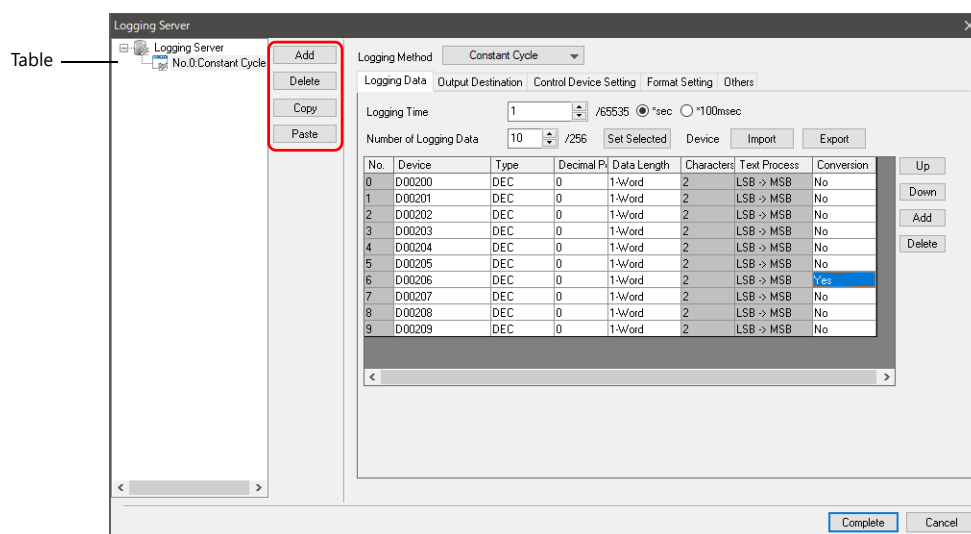 Logging Server
Table
Logging Server
No.0:Constant Cycle
Add
Delete
Copy
Paste
Logging Method Constant Cycle
Logging Data Output Destination Control Device Setting Format Setting Others
Logging Time 1 /65535 *sec *100msec
Number of Logging Data 10 /256 Set Selected Device Import Export
No. Device Type Decimal P Data Length Characters Text Process Conversion
0 D00200 DEC 0 1-Word 2 LSB -> MSB No
1 D00201 DEC 0 1-Word 2 LSB -> MSB No
2 D00202 DEC 0 1-Word 2 LSB -> MSB No
3 D00203 DEC 0 1-Word 2 LSB -> MSB No
4 D00204 DEC 0 1-Word 2 LSB -> MSB No
5 D00205 DEC 0 1-Word 2 LSB -> MSB No
6 D00206 DEC 0 1-Word 2 LSB -> MSB Yes
7 D00207 DEC 0 1-Word 2 LSB -> MSB No
8 D00208 DEC 0 1-Word 2 LSB -> MSB No
9 D00209 DEC 0 1-Word 2 LSB -> MSB No
Up
Down
Add
Delete
Complete Cancel